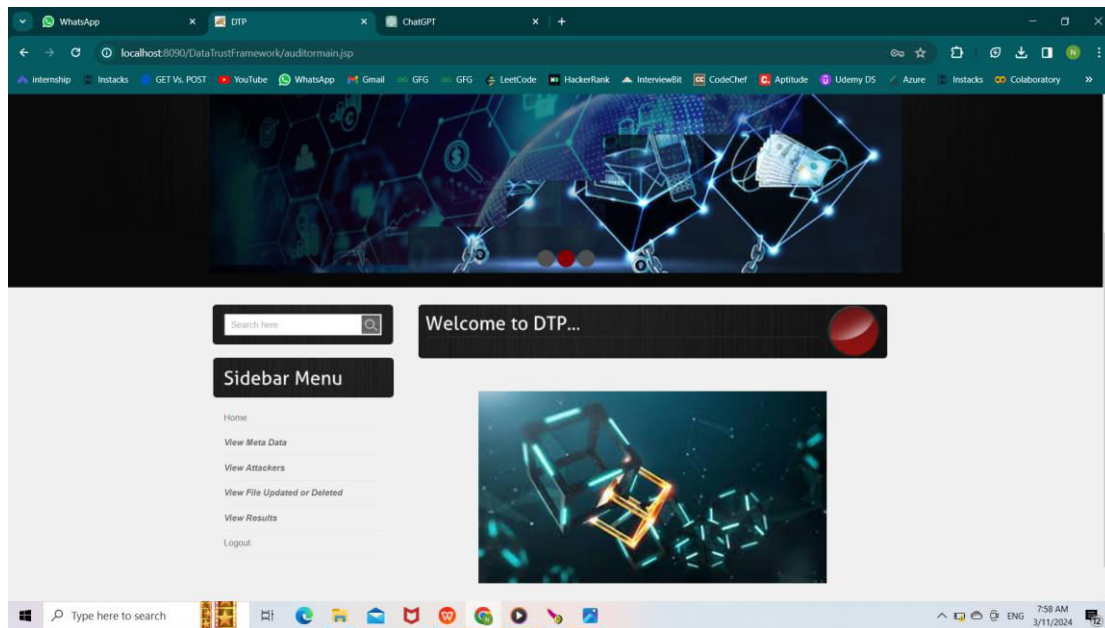 WhatsApp DTP ChatGPT
localhost:8090/DataTrustFramework/auditormain.jsp N
internship Instacks GET Vs. POST YouTube WhatsApp Gmail GFG GFG LeetCode HackerRank InterviewBit CodeChef Aptitude Udemy DS Azure Instacks Colaboratory
Search here
Welcome to DTP...
Sidebar Menu
Home
View Meta Data
View Attackers
View File Updated or Deleted
View Results
Logout
Type here to search
ENG
7:58 AM
3/11/2024
12